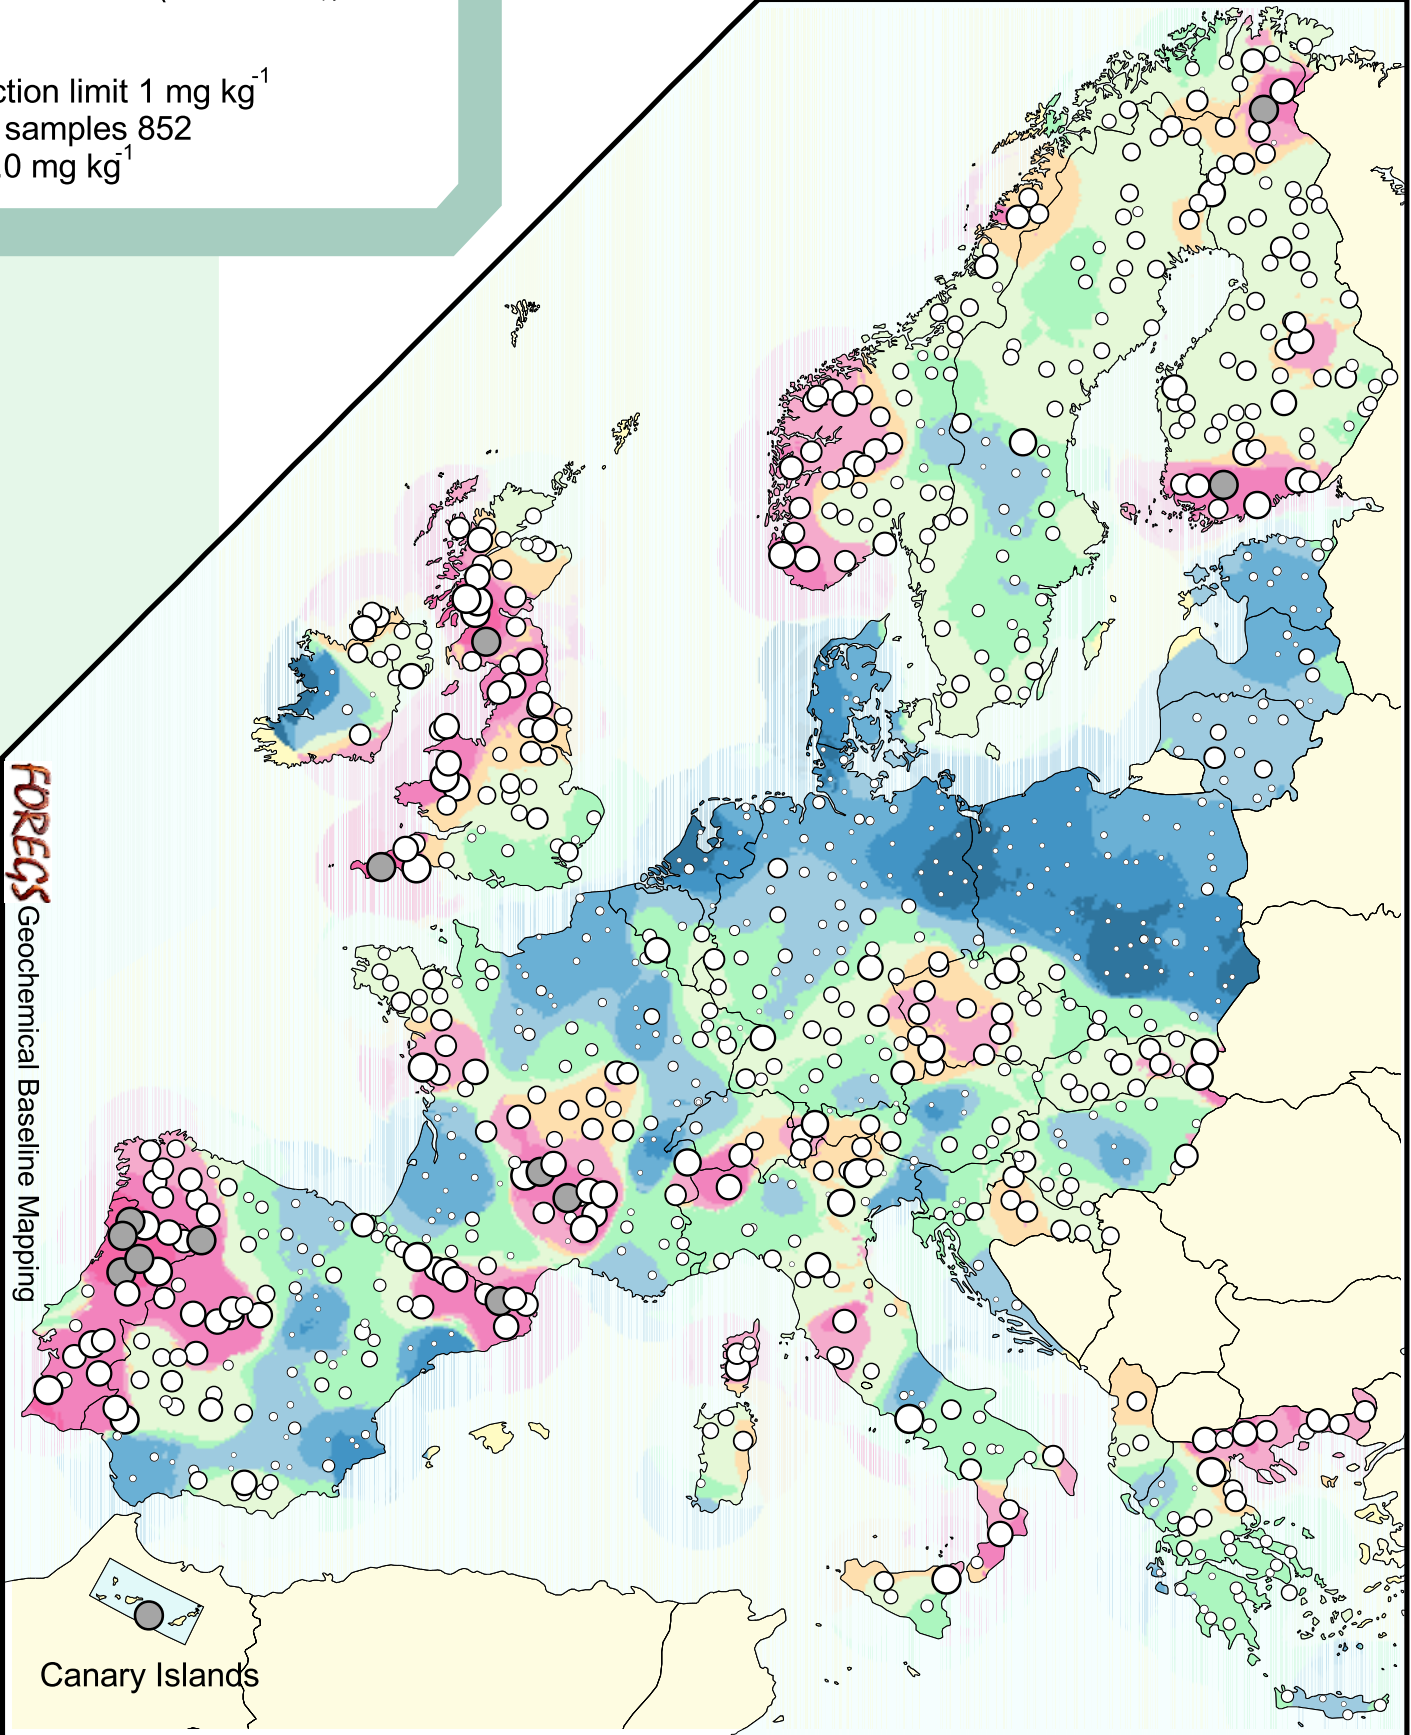 ction limit 1 mg kg-1
samples 852
.0 mg kg-1
FOREGS Geochemical Baseline Mapping
Canary Islands